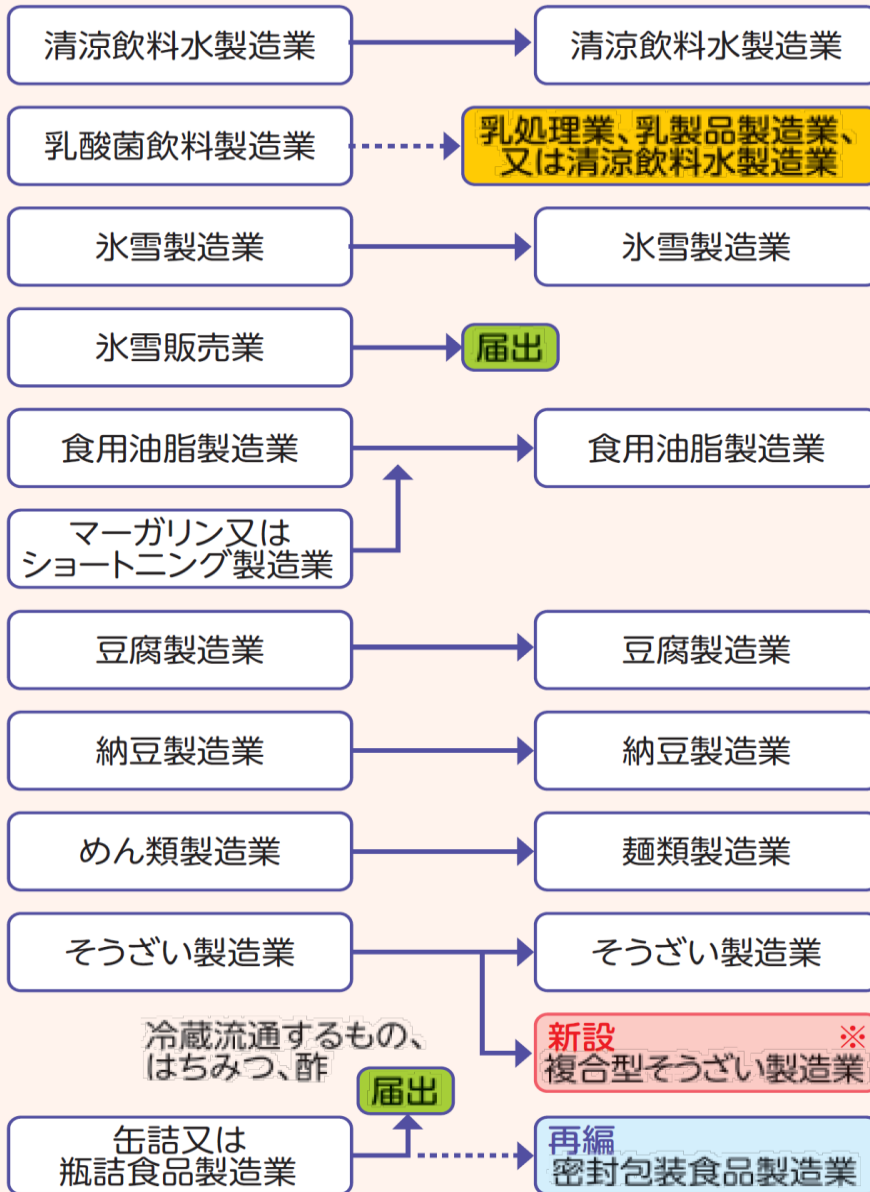 清涼飲料水製造業
清涼飲料水製造業
乳酸菌飲料製造業
乳処理業、乳製品製造業、
又は清涼飲料水製造業
氷雪製造業
氷雪製造業
氷雪販売業
届出
食用油脂製造業
食用油脂製造業
マーガリン又は
ショートニング製造業
豆腐製造業
豆腐製造業
納豆製造業
納豆製造業
めん類製造業
麺類製造業
そうざい製造業
そうざい製造業
新設 ※
複合型そうざい製造業
冷蔵流通するもの、
はちみつ、酢
届出
缶詰又は
瓶詰食品製造業
再編
密封包装食品製造業